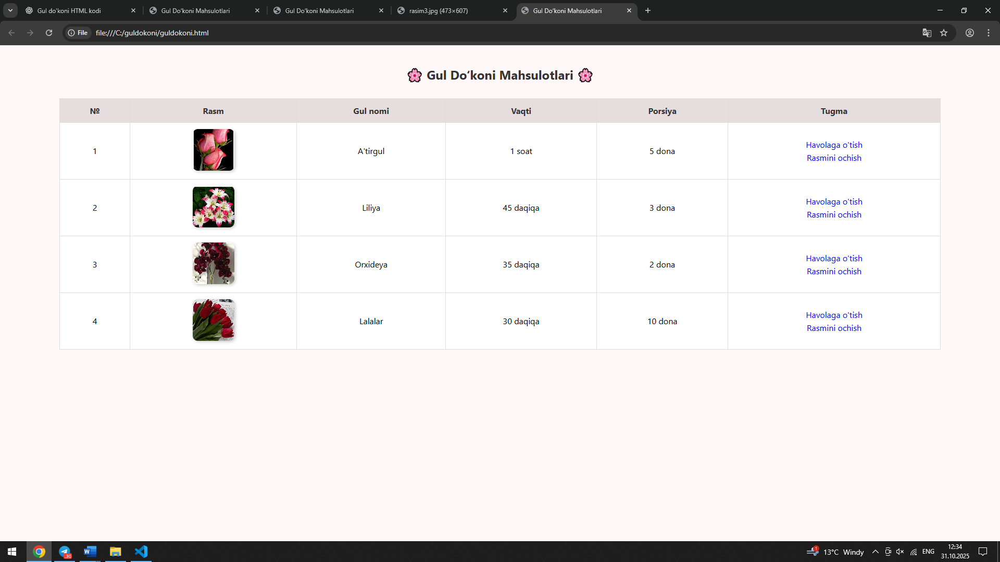 Gul do'koni HTML kodi
Gul Do‘koni Mahsulotlari
Gul Do‘koni Mahsulotlari
rasim3.jpg (473×607)
Gul Do‘koni Mahsulotlari
File file:///C:/guldokoni/guldokoni.html
🌸 Gul Do‘koni Mahsulotlari 🌸
№ Rasm Gul nomi Vaqti Porsiya Tugma
1 A'tirgul 1 soat 5 dona Havolaga o'tish
Rasmini ochish
2 Liliya 45 daqiqa 3 dona Havolaga o'tish
Rasmini ochish
3 Orxideya 35 daqiqa 2 dona Havolaga o'tish
Rasmini ochish
4 Lalalar 30 daqiqa 10 dona Havolaga o'tish
Rasmini ochish
30
1
13°C Windy
ENG
12:34
31.10.2025